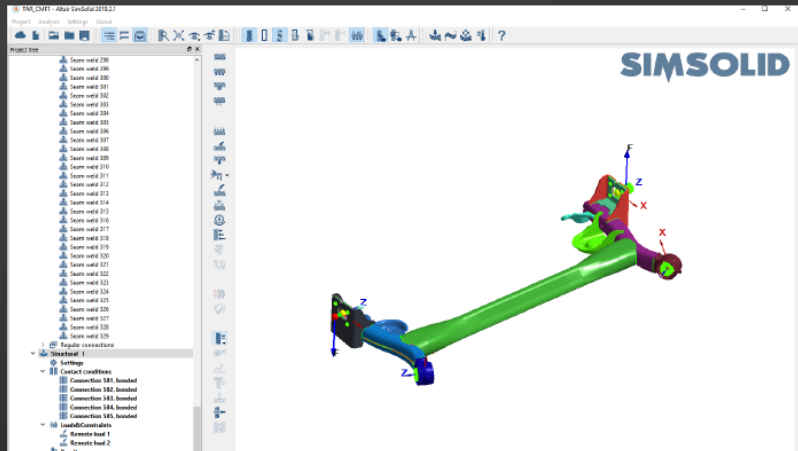 TAR_CMF1 - Altair SimSolid 2019.2.1
Project Analysis Settings About
Project tree
SIMSOLID
Seam weld 298
Seam weld 299
Seam weld 300
Seam weld 301
Seam weld 302
Seam weld 303
Seam weld 304
Seam weld 305
Seam weld 306
Seam weld 307
Seam weld 308
Seam weld 309
Seam weld 310
Seam weld 311
Seam weld 312
Seam weld 313
Seam weld 314
Seam weld 315
Seam weld 316
Seam weld 317
Seam weld 318
Seam weld 319
Seam weld 320
Seam weld 321
Seam weld 322
Seam weld 323
Seam weld 324
Seam weld 325
Seam weld 326
Seam weld 327
Seam weld 328
Seam weld 329
Regular connections
Structural 1
Settings
Contact conditions
Connection 581, bonded
Connection 582, bonded
Connection 583, bonded
Connection 584, bonded
Connection 585, bonded
Loads&Constraints
Remote load 1
Remote load 2
F
Z
X
X
Z
F
Z